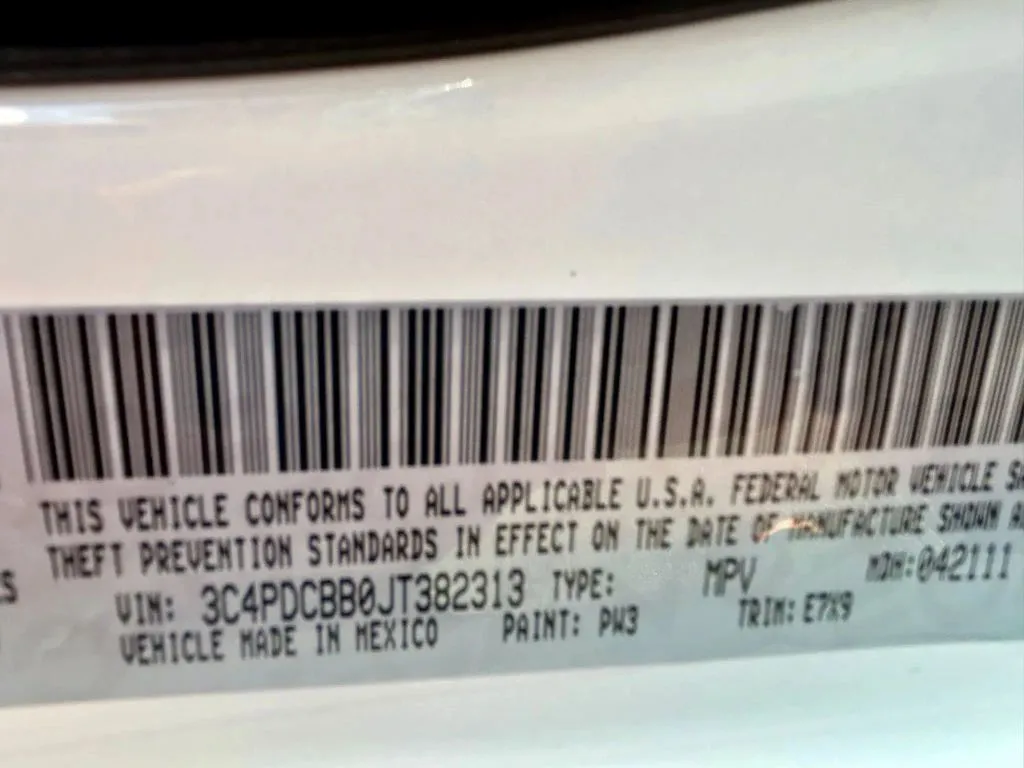 THIS VEHICLE CONFORMS TO ALL APPLICABLE U.S.A. FEDERAL MOTOR VEHICLE SA
THEFT PREVENTION STANDARDS IN EFFECT ON THE DATE OF MANUFACTURE SHOWN A
VIN: 3C4PDCBB0JT382313 TYPE: MPV MDH:042111
VEHICLE MADE IN MEXICO PAINT: PW3 TRIM: E7X9